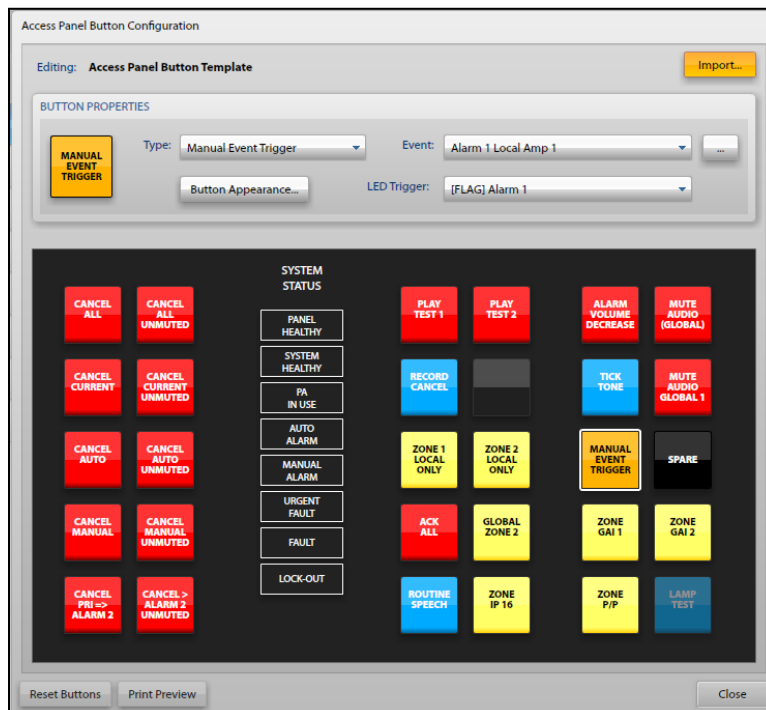 Access Panel Button Configuration
Editing: Access Panel Button Template
Import...
BUTTON PROPERTIES
MANUAL
EVENT
TRIGGER
Type: Manual Event Trigger
Event: Alarm 1 Local Amp 1
...
Button Appearance...
LED Trigger: [FLAG] Alarm 1
CANCEL
ALL
CANCEL
ALL
UNMUTED
CANCEL
CURRENT
CANCEL
CURRENT
UNMUTED
CANCEL
AUTO
CANCEL
AUTO
UNMUTED
CANCEL
MANUAL
CANCEL
MANUAL
UNMUTED
CANCEL
PRI =>
ALARM 2
CANCEL >
ALARM 2
UNMUTED
SYSTEM
STATUS
PANEL
HEALTHY
SYSTEM
HEALTHY
PA
IN USE
AUTO
ALARM
MANUAL
ALARM
URGENT
FAULT
FAULT
LOCK-OUT
PLAY
TEST 1
PLAY
TEST 2
RECORD
CANCEL
ZONE 1
LOCAL
ONLY
ZONE 2
LOCAL
ONLY
ACK
ALL
GLOBAL
ZONE 2
ROUTINE
SPEECH
ZONE
IP 16
ALARM
VOLUME
DECREASE
MUTE
AUDIO
(GLOBAL)
TICK
TONE
MUTE
AUDIO
GLOBAL 1
MANUAL
EVENT
TRIGGER
SPARE
ZONE
GAI 1
ZONE
GAI 2
ZONE
P/P
LAMP
TEST
Reset Buttons
Print Preview
Close